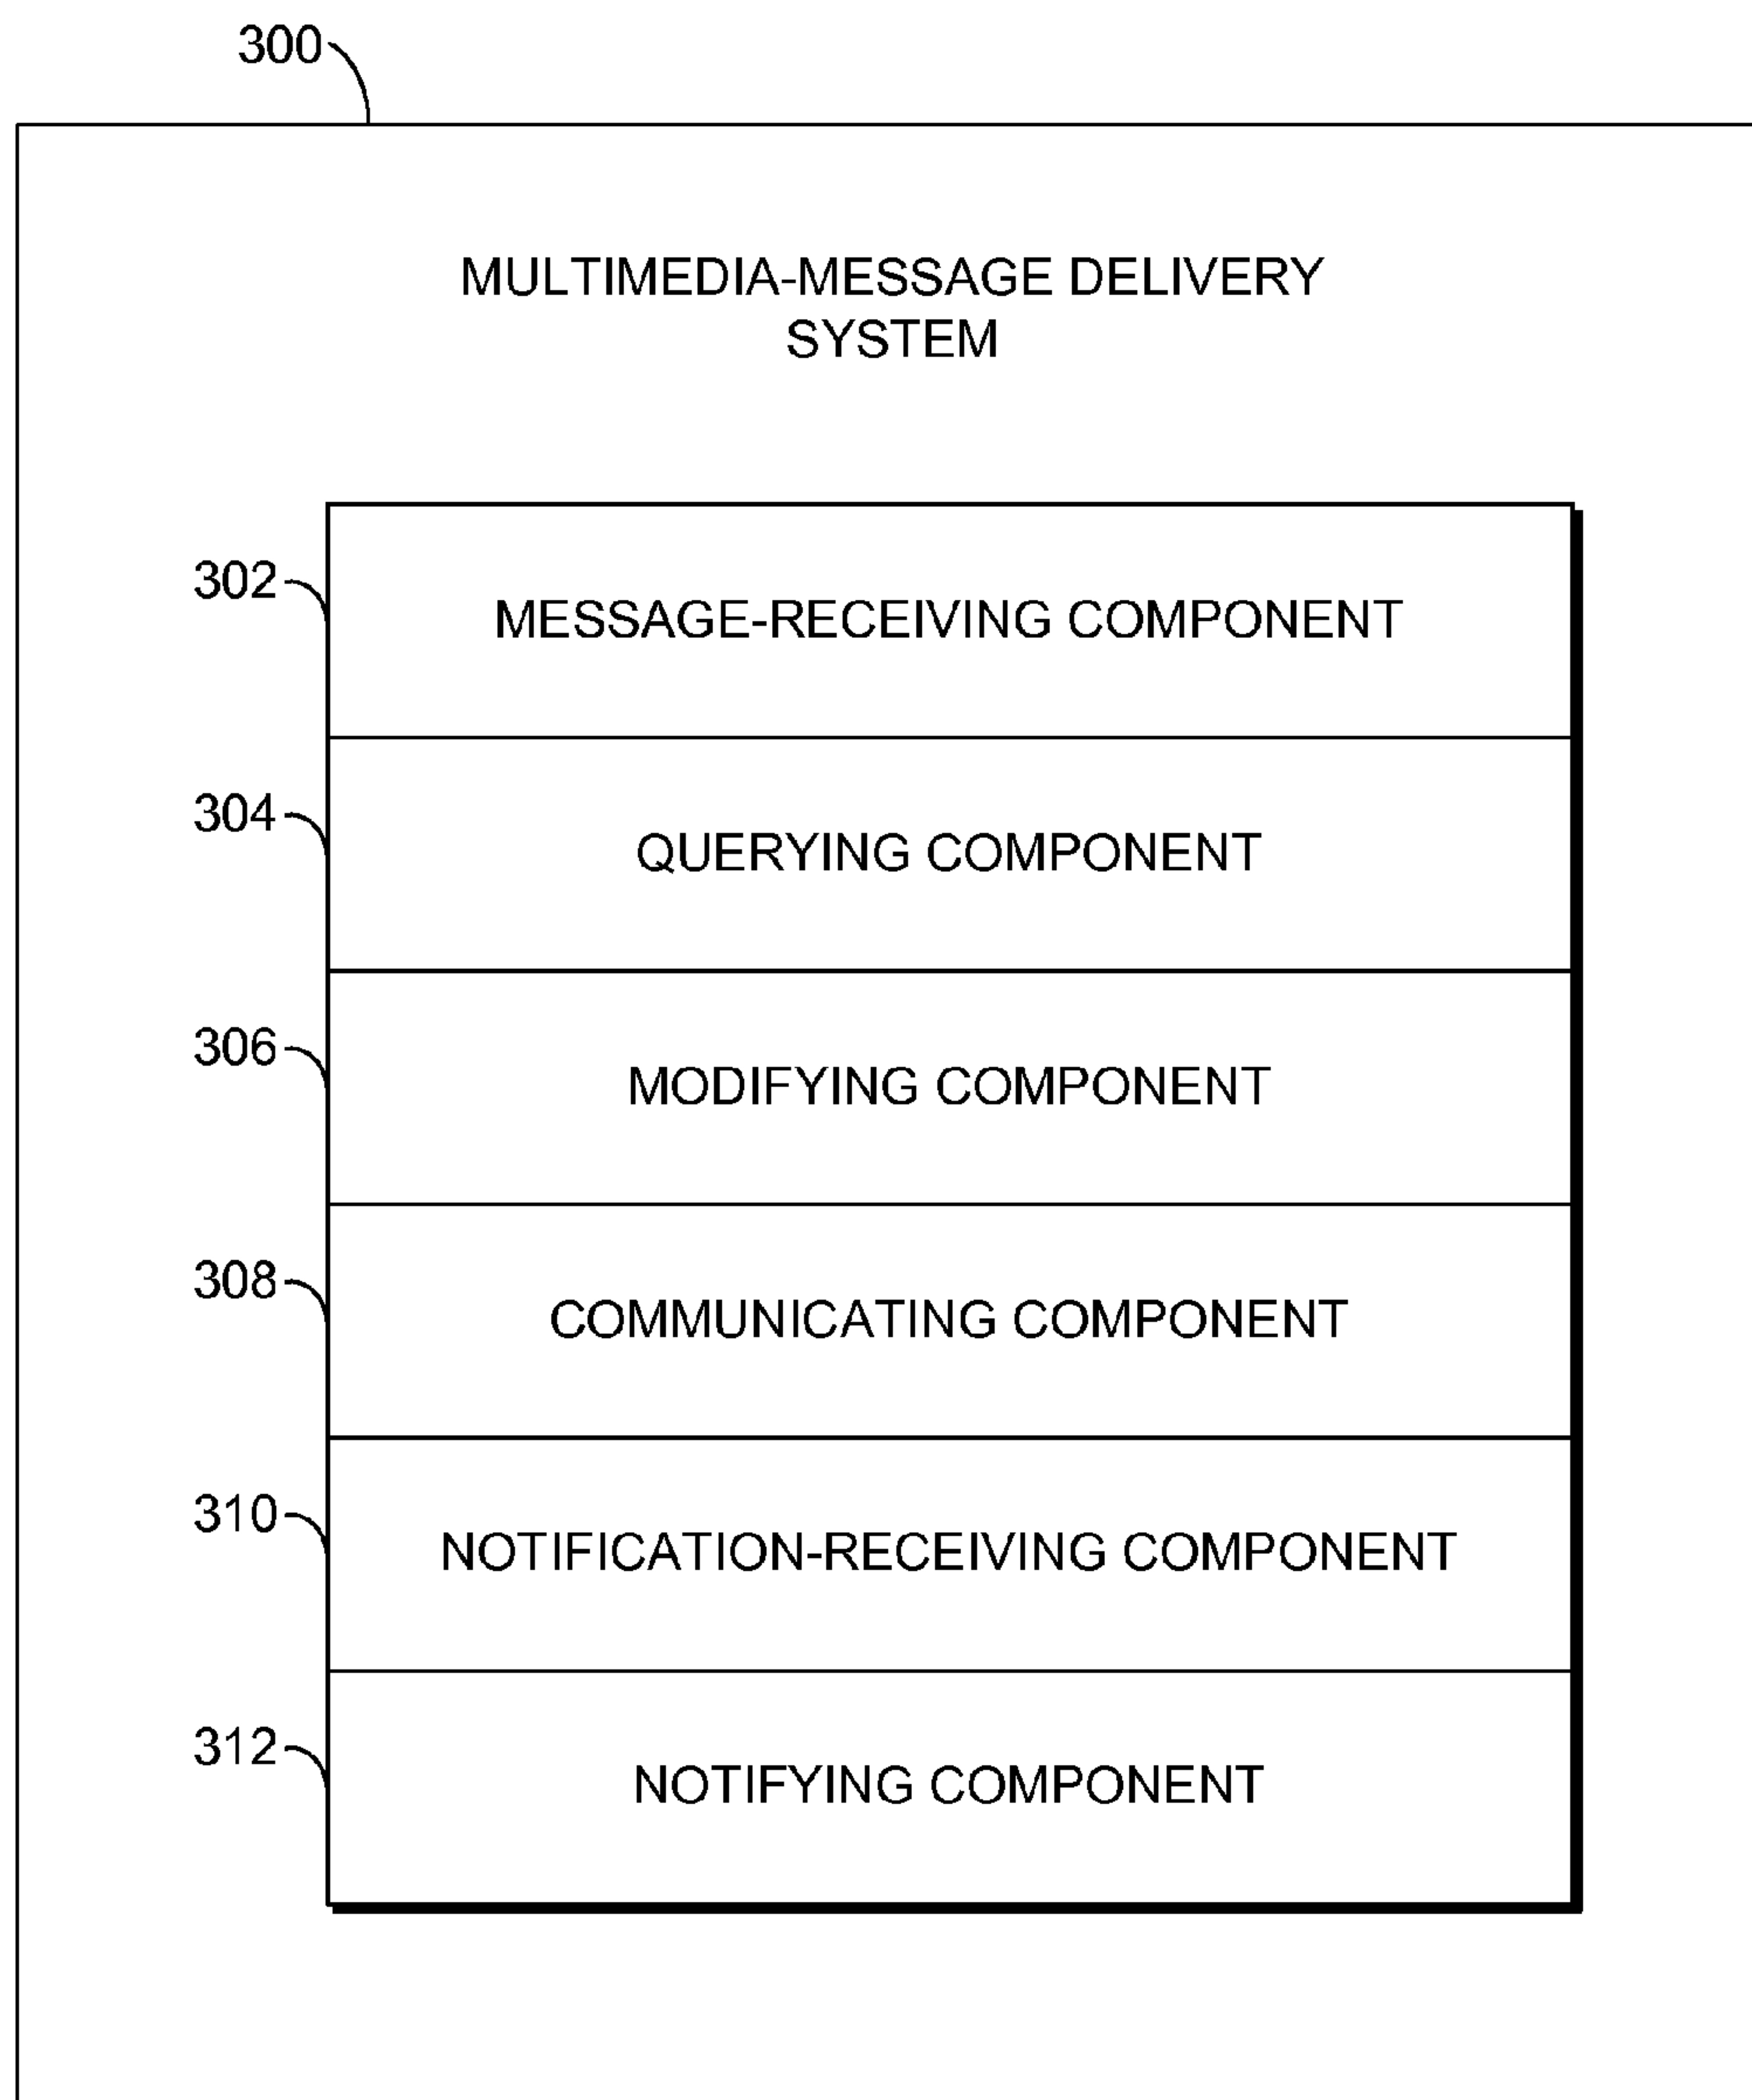 300
MULTIMEDIA-MESSAGE DELIVERY
SYSTEM
302
MESSAGE-RECEIVING COMPONENT
304
QUERYING COMPONENT
306
MODIFYING COMPONENT
308
COMMUNICATING COMPONENT
310
NOTIFICATION-RECEIVING COMPONENT
312
NOTIFYING COMPONENT